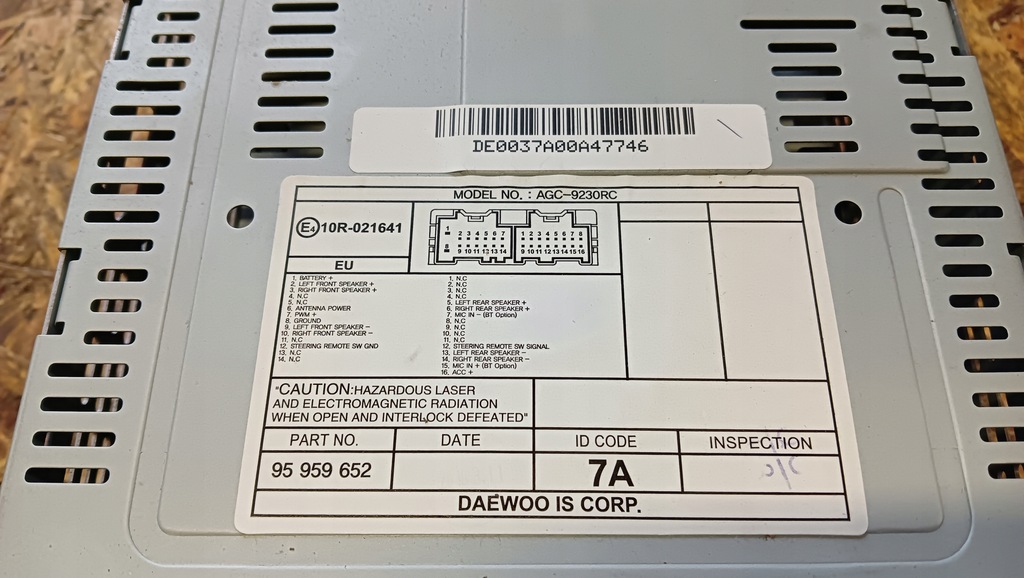 DE0037A00A47746
MODEL NO. : AGC-9230RC
E4 10R-021641
EU
1 2 3 4 5 6 7
8 9 10 11 12 13 14
1 2 3 4 5 6 7 8
9 10 11 12 13 14 15 16
1. BATTERY +
2. LEFT FRONT SPEAKER +
3. RIGHT FRONT SPEAKER +
4. N.C
5. N.C
6. ANTENNA POWER
7. PWM +
8. GROUND
9. LEFT FRONT SPEAKER -
10. RIGHT FRONT SPEAKER -
11. N.C
12. STEERING REMOTE SW GND
13. N.C
14. N.C
1. N.C
2. N.C
3. N.C
4. N.C
5. LEFT REAR SPEAKER +
6. RIGHT REAR SPEAKER +
7. MIC IN - (BT Option)
8. N.C
9. N.C
10. N.C
11. N.C
12. STEERING REMOTE SW SIGNAL
13. LEFT REAR SPEAKER -
14. RIGHT REAR SPEAKER -
15. MIC IN + (BT Option)
16. ACC +
"CAUTION:HAZARDOUS LASER
AND ELECTROMAGNETIC RADIATION
WHEN OPEN AND INTERLOCK DEFEATED"
PART NO. DATE ID CODE INSPECTION
95 959 652 7A
DAEWOO IS CORP.